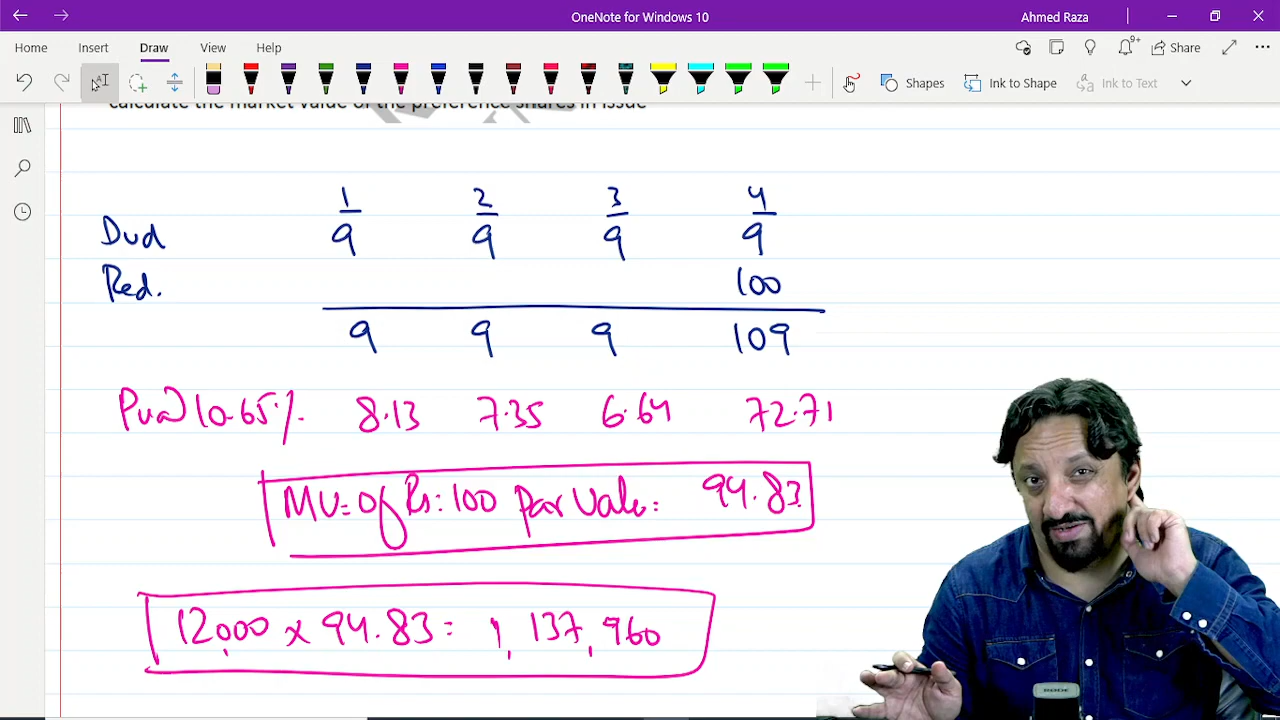 OneNote for Windows 10
Ahmed Raza
Home Insert Draw View Help
9+
Share
Shapes
Ink to Shape
Ink to Text
calculate the market value of the preference shares in issue
1 2 3 4
Dvd 9 9 9 9
Red. 100
9 9 9 109
10.65% 8.13 7.35 6.64 72.71
MV= of Rs: 100 Par Value: 94.83
12,000 x 94.83 = 1,137,960
RODE